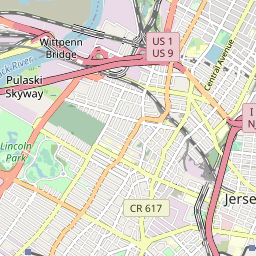 Wittpenn
Bridge
US 1
US 9
Central Avenue
Pulaski
Skyway
Lincoln
Park
CR 617
I
N
Jerse